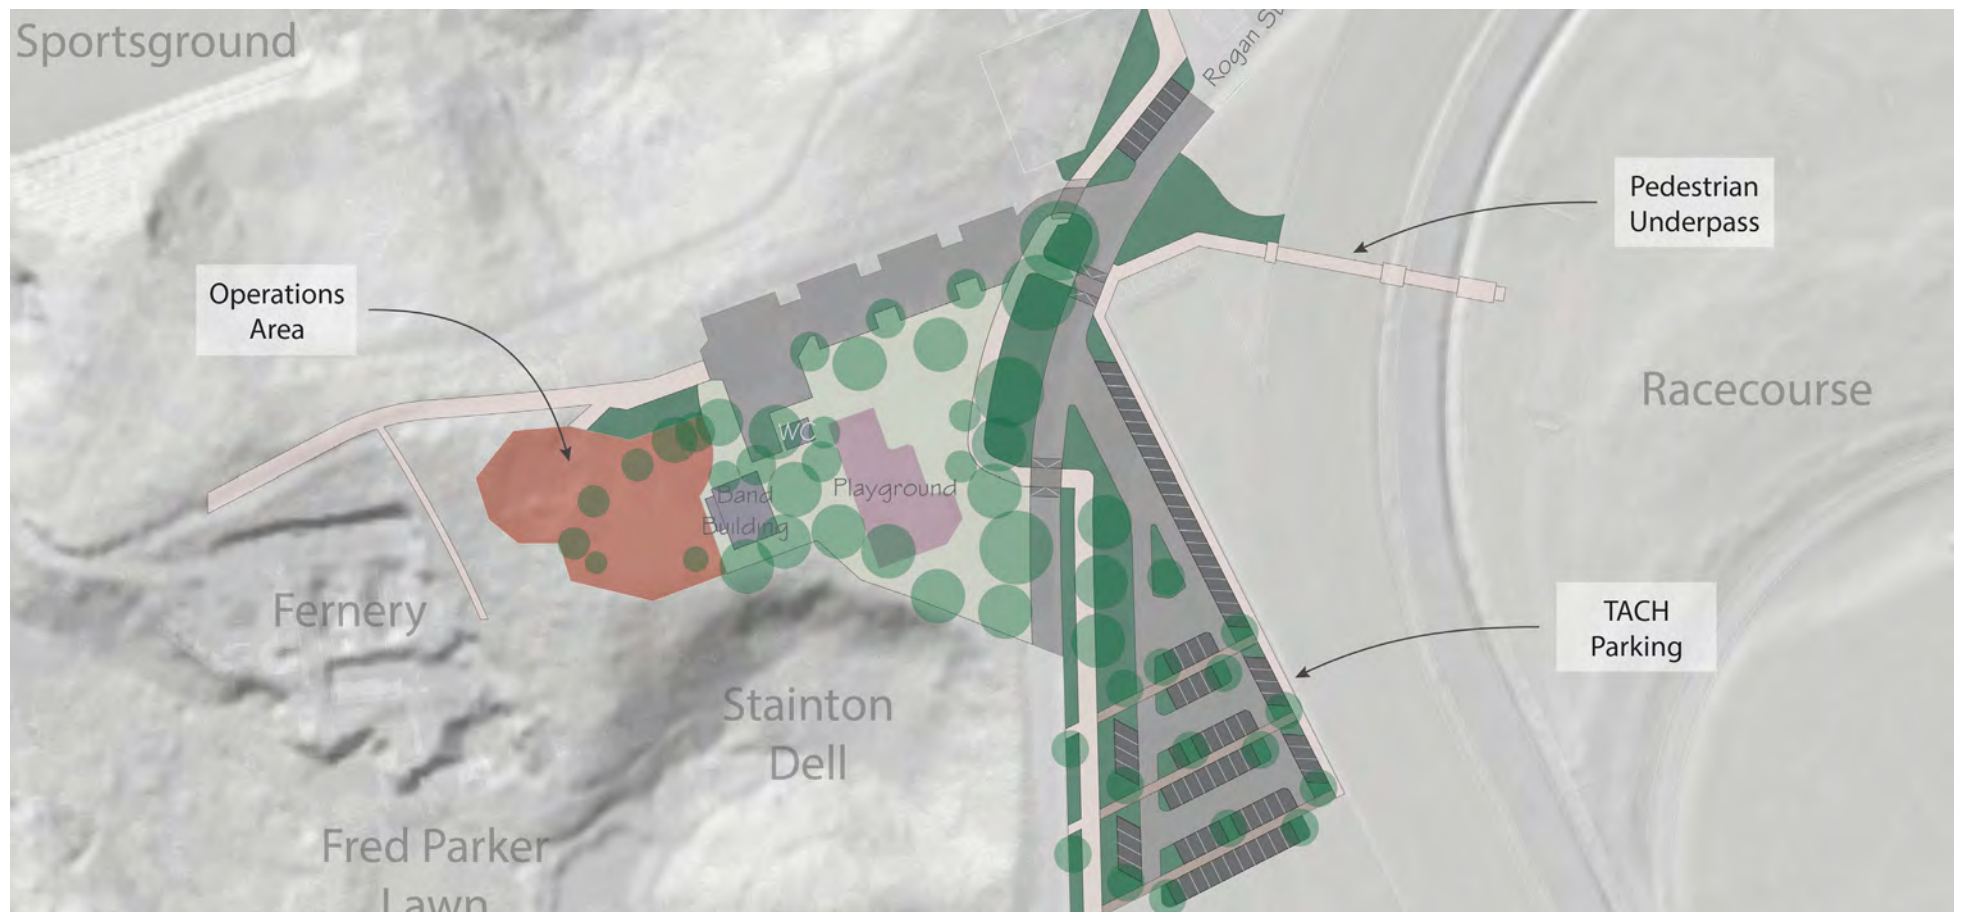 Sportsground
Rogan St
Pedestrian
Underpass
Operations
Area
Racecourse
WC
Playground
Band
Building
Fernery
TACH
Parking
Stainton
Dell
Fred Parker
Lawn